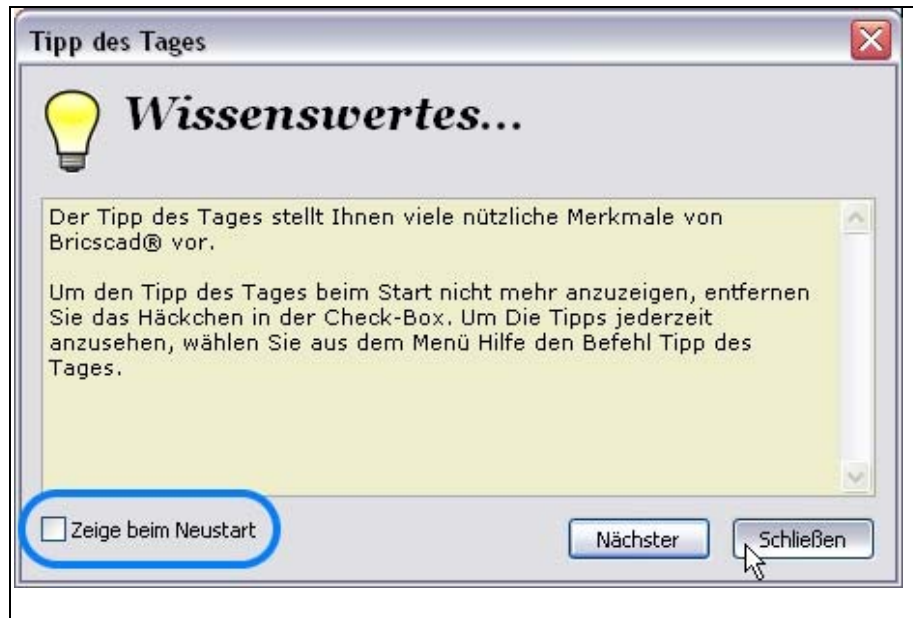 Tipp des Tages
Wissenswertes...
Der Tipp des Tages stellt Ihnen viele nützliche Merkmale von
Bricscad® vor.
Um den Tipp des Tages beim Start nicht mehr anzuzeigen, entfernen
Sie das Häckchen in der Check-Box. Um Die Tipps jederzeit
anzusehen, wählen Sie aus dem Menü Hilfe den Befehl Tipp des
Tages.
Zeige beim Neustart
Nächster
Schließen